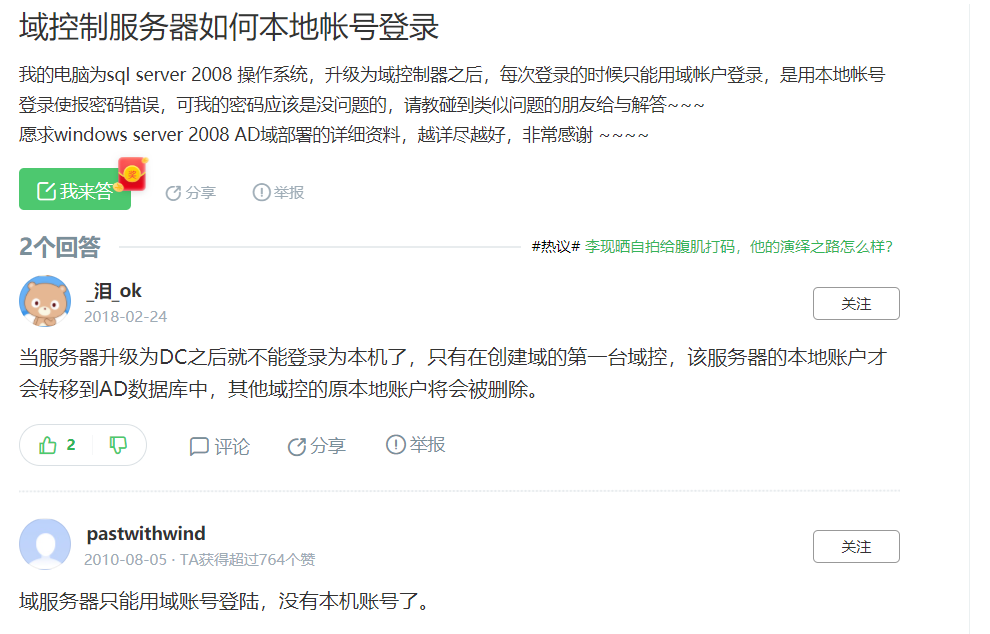 域控制服务器如何本地帐号登录
我的电脑为sql server 2008 操作系统，升级为域控制器之后，每次登录的时候只能用域帐户登录，是用本地帐号
登录使报密码错误，可我的密码应该是没问题的，请教碰到类似问题的朋友给与解答~~~
愿求windows server 2008 AD域部署的详细资料，越详尽越好，非常感谢 ~~~~
我来答
奖
分享
举报
2个回答
#热议# 李现晒自拍给腹肌打码，他的演绎之路怎么样？
_泪_ok
2018-02-24
关注
当服务器升级为DC之后就不能登录为本机了，只有在创建域的第一台域控，该服务器的本地账户才
会转移到AD数据库中，其他域控的原本地账户将会被删除。
2
评论
分享
举报
pastwithwind
2010-08-05 · TA获得超过764个赞
关注
域服务器只能用域账号登陆，没有本机账号了。